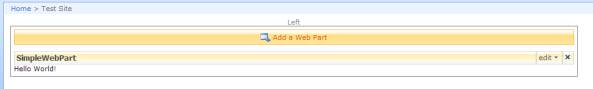 Home > Test Site
Left
Add a Web Part
SimpleWebPart edit
Hello World!